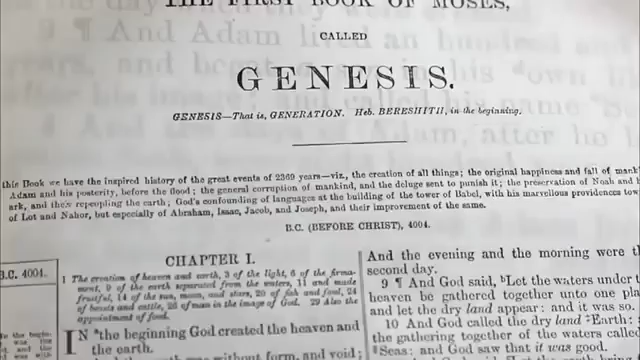 THE FIRST BOOK OF MOSES,
CALLED
GENESIS.
GENESIS—That is, GENERATION. Heb. BERESHITH, in the beginning.
this Book we have the inspired history of the great events of 2369 years—viz., the creation of all things; the original happiness and fall of
Adam and his posterity, before the flood; the general corruption of mankind, and the deluge sent to punish it; the preservation of Noah and
ark, and their repeopling the earth; God's confounding of languages at the building of the tower of Babel, with his marvellous providences
of Lot and Nahor, but especially of Abraham, Isaac, Jacob, and Joseph, and their improvement of the same.
B.C. (BEFORE CHRIST), 4004.
B.C. 4004.
CHAPTER I.
1 The creation of heaven and earth, 3 of the light, 6 of the firma-
ment, 9 of the earth separated from the waters, 11 and made
fruitful, 14 of the sun, moon, and stars, 20 of fish and fowl, 24
of beasts and cattle, 26 of man in the image of God. 29 Also the
appointment of food.
IN the beginning God created the heaven and
the earth.
was without form, and void;
And the evening and the morning were
second day.
9 ¶ And God said, Let the waters under
heaven be gathered together unto one
and let the dry land appear: and it was so.
10 And God called the dry land Earth;
the gathering together of the waters called
Seas: and God saw that it was good.
9 ¶ And Adam lived an hundred and